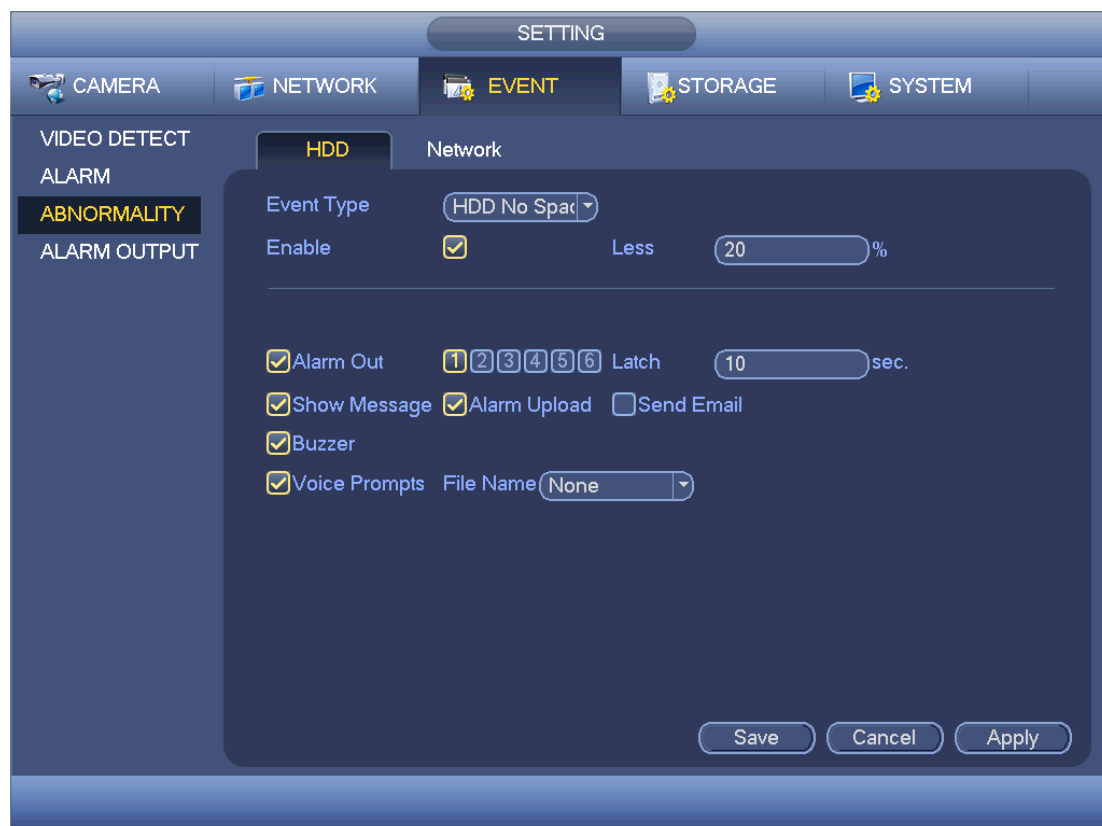 SETTING
CAMERA NETWORK EVENT STORAGE SYSTEM
VIDEO DETECT
ALARM
ABNORMALITY
ALARM OUTPUT
HDD Network
Event Type HDD No Spac
Enable Less 20 %
Alarm Out 1 2 3 4 5 6 Latch 10 sec.
Show Message Alarm Upload Send Email
Buzzer
Voice Prompts File Name None
Save Cancel Apply